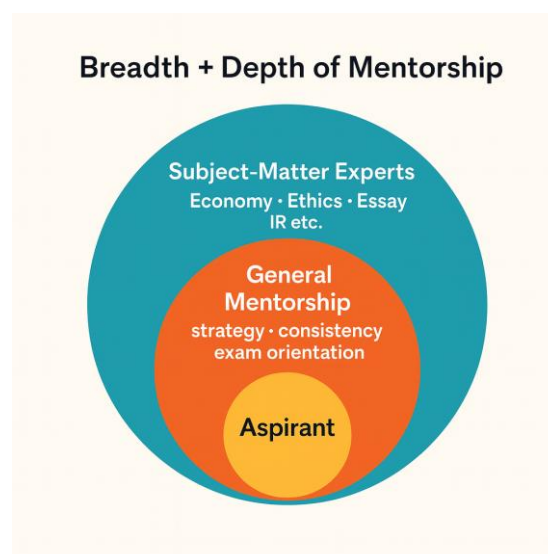 Breadth + Depth of Mentorship
Subject-Matter Experts
Economy • Ethics • Essay
IR etc.
General
Mentorship
strategy • consistency
exam orientation
Aspirant